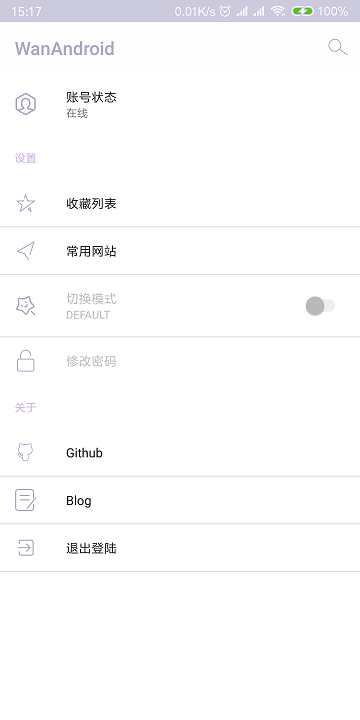 15:17 0.01K/s 100%
WanAndroid
账号状态
在线
设置
收藏列表
常用网站
切换模式
DEFAULT
修改密码
关于
Github
Blog
退出登陆